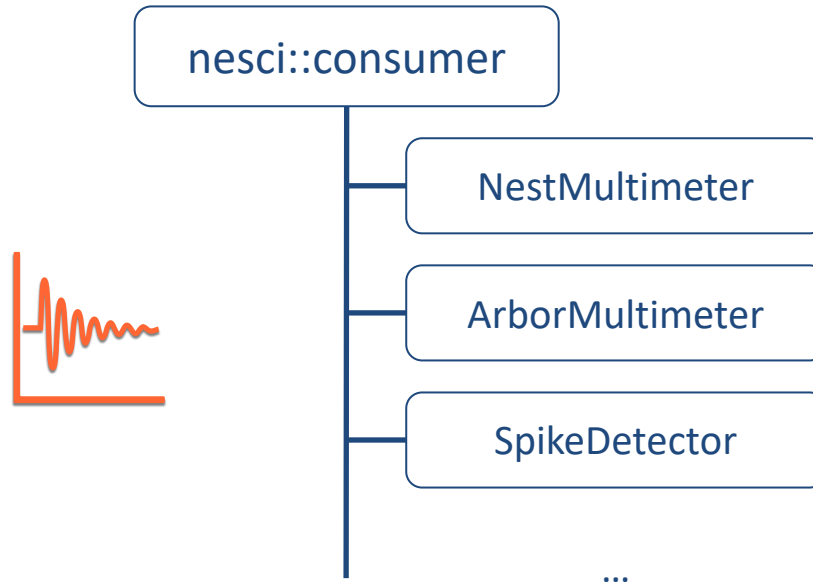 nesci::consumer
NestMultimeter
ArborMultimeter
SpikeDetector
...